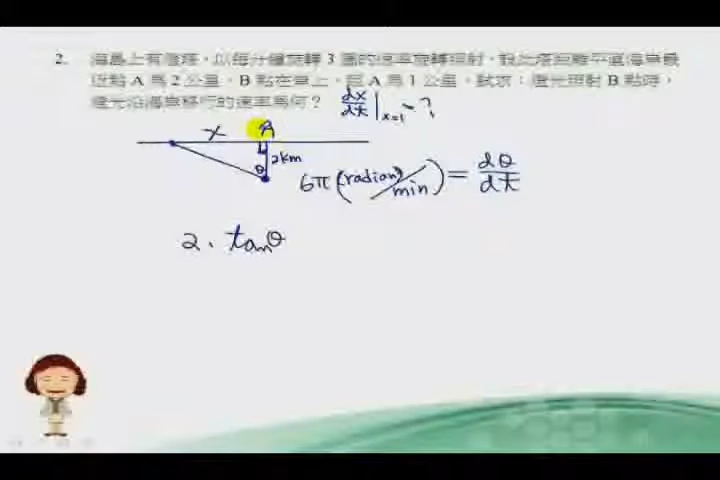 2. 海島上有燈塔，以每分鐘旋轉 3 圈的速率旋轉照射，設此塔距離平直海岸最
近點 A 為 2 公里，B 點在岸上，距 A 為 1 公里，試求：燈光照射 B 點時，
燈光沿海岸移行的速率為何？ dx/dt|x=1 = ?
x A
2km
θ
6π (radian/min) = dθ/dt
2. tanθ